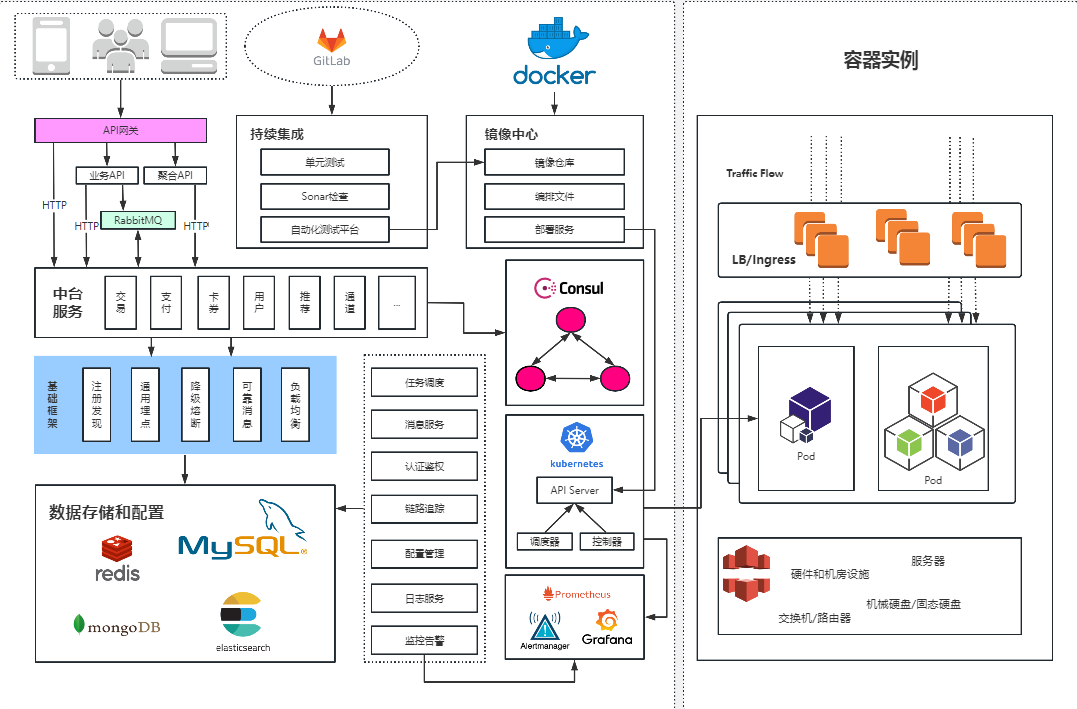 GitLab
docker
容器实例
API网关
业务API
聚合API
HTTP
HTTP
RabbitMQ
HTTP
持续集成
单元测试
Sonar检查
自动化测试平台
镜像中心
镜像仓库
编排文件
部署服务
Traffic Flow
LB/Ingress
中台
服务
交易
支付
卡券
用户
推荐
通道
...
Consul
基础框架
注册发现
通用埋点
降级熔断
可靠消息
负载均衡
任务调度
消息服务
认证鉴权
链路追踪
配置管理
日志服务
监控告警
kubernetes
API Server
调度器
控制器
Pod
Pod
数据存储和配置
redis
MySQL®
mongoDB
elasticsearch
Prometheus
Alertmanager
Grafana
服务器
硬件和机房设施
机械硬盘/固态硬盘
交换机/路由器